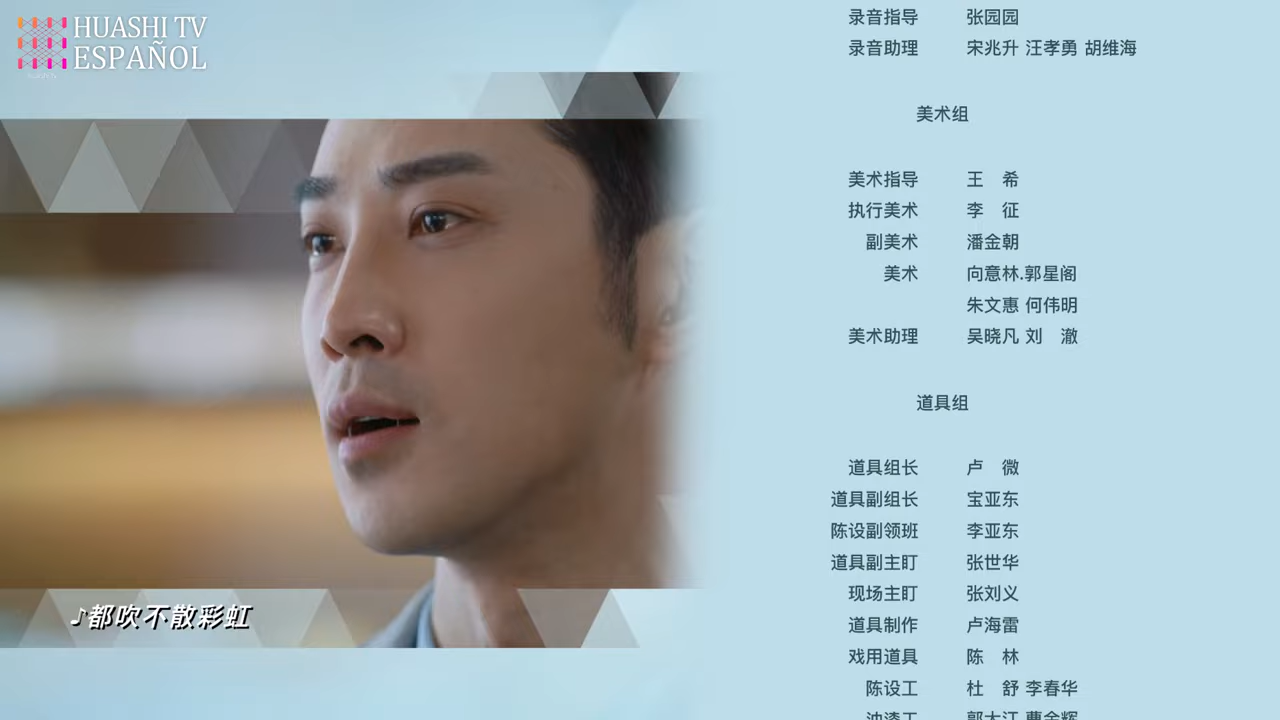 HUASHI TV
ESPAÑOL
♪都吹不散彩虹
录音指导 张园园
录音助理 宋兆升 汪孝勇 胡维海
美术组
美术指导 王 希
执行美术 李 征
副美术 潘金朝
美术 向意林.郭星阁
朱文惠 何伟明
美术助理 吴晓凡 刘 澈
道具组
道具组长 卢 微
道具副组长 宝亚东
陈设副领班 李亚东
道具副主盯 张世华
现场主盯 张刘义
道具制作 卢海雷
戏用道具 陈 林
陈设工 杜 舒 李春华